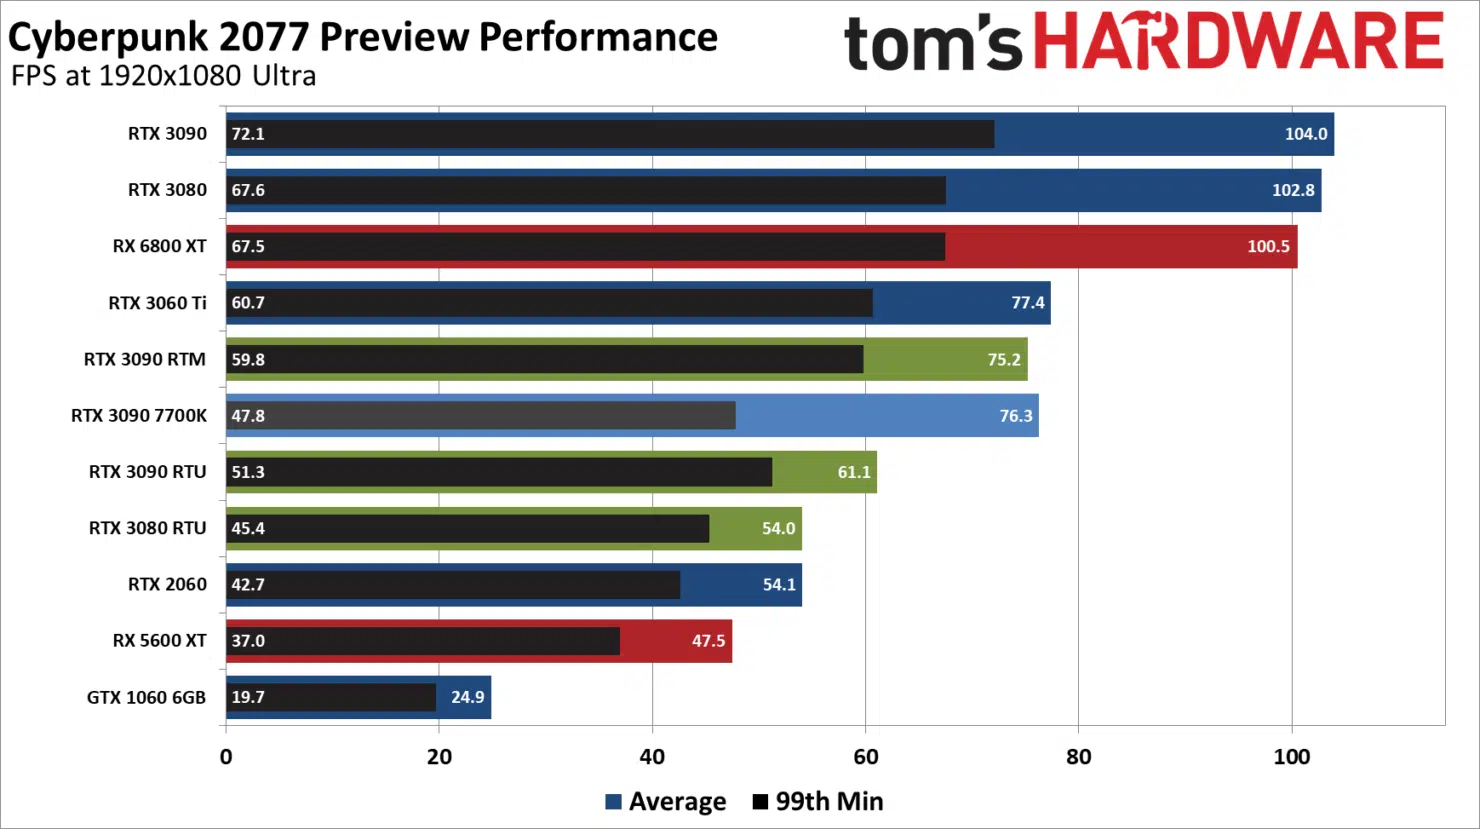 Cyberpunk 2077 Preview Performance
tom'sHARDWARE
FPS at 1920x1080 Ultra
RTX 3090 72.1 104.0
RTX 3080 67.6 102.8
RX 6800 XT 67.5 100.5
RTX 3060 Ti 60.7 77.4
RTX 3090 RTM 59.8 75.2
RTX 3090 7700K 47.8 76.3
RTX 3090 RTU 51.3 61.1
RTX 3080 RTU 45.4 54.0
RTX 2060 42.7 54.1
RX 5600 XT 37.0 47.5
GTX 1060 6GB 19.7 24.9
0 20 40 60 80 100
Average 99th Min